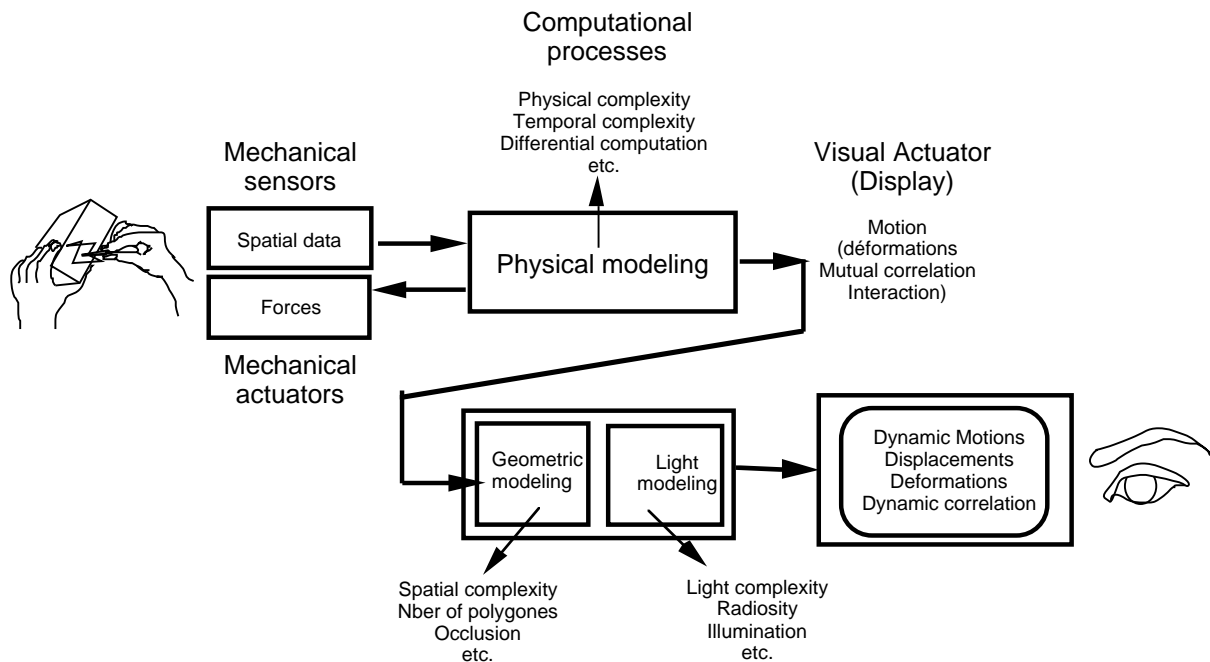 Computational
processes
Physical complexity
Temporal complexity
Differential computation
etc.
Mechanical
sensors
Visual Actuator
(Display)
Spatial data
Physical modeling
Motion
(déformations
Mutual correlation
Interaction)
Forces
Mechanical
actuators
Geometric
modeling
Light
modeling
Dynamic Motions
Displacements
Deformations
Dynamic correlation
Spatial complexity
Nber of polygones
Occlusion
etc.
Light complexity
Radiosity
Illumination
etc.